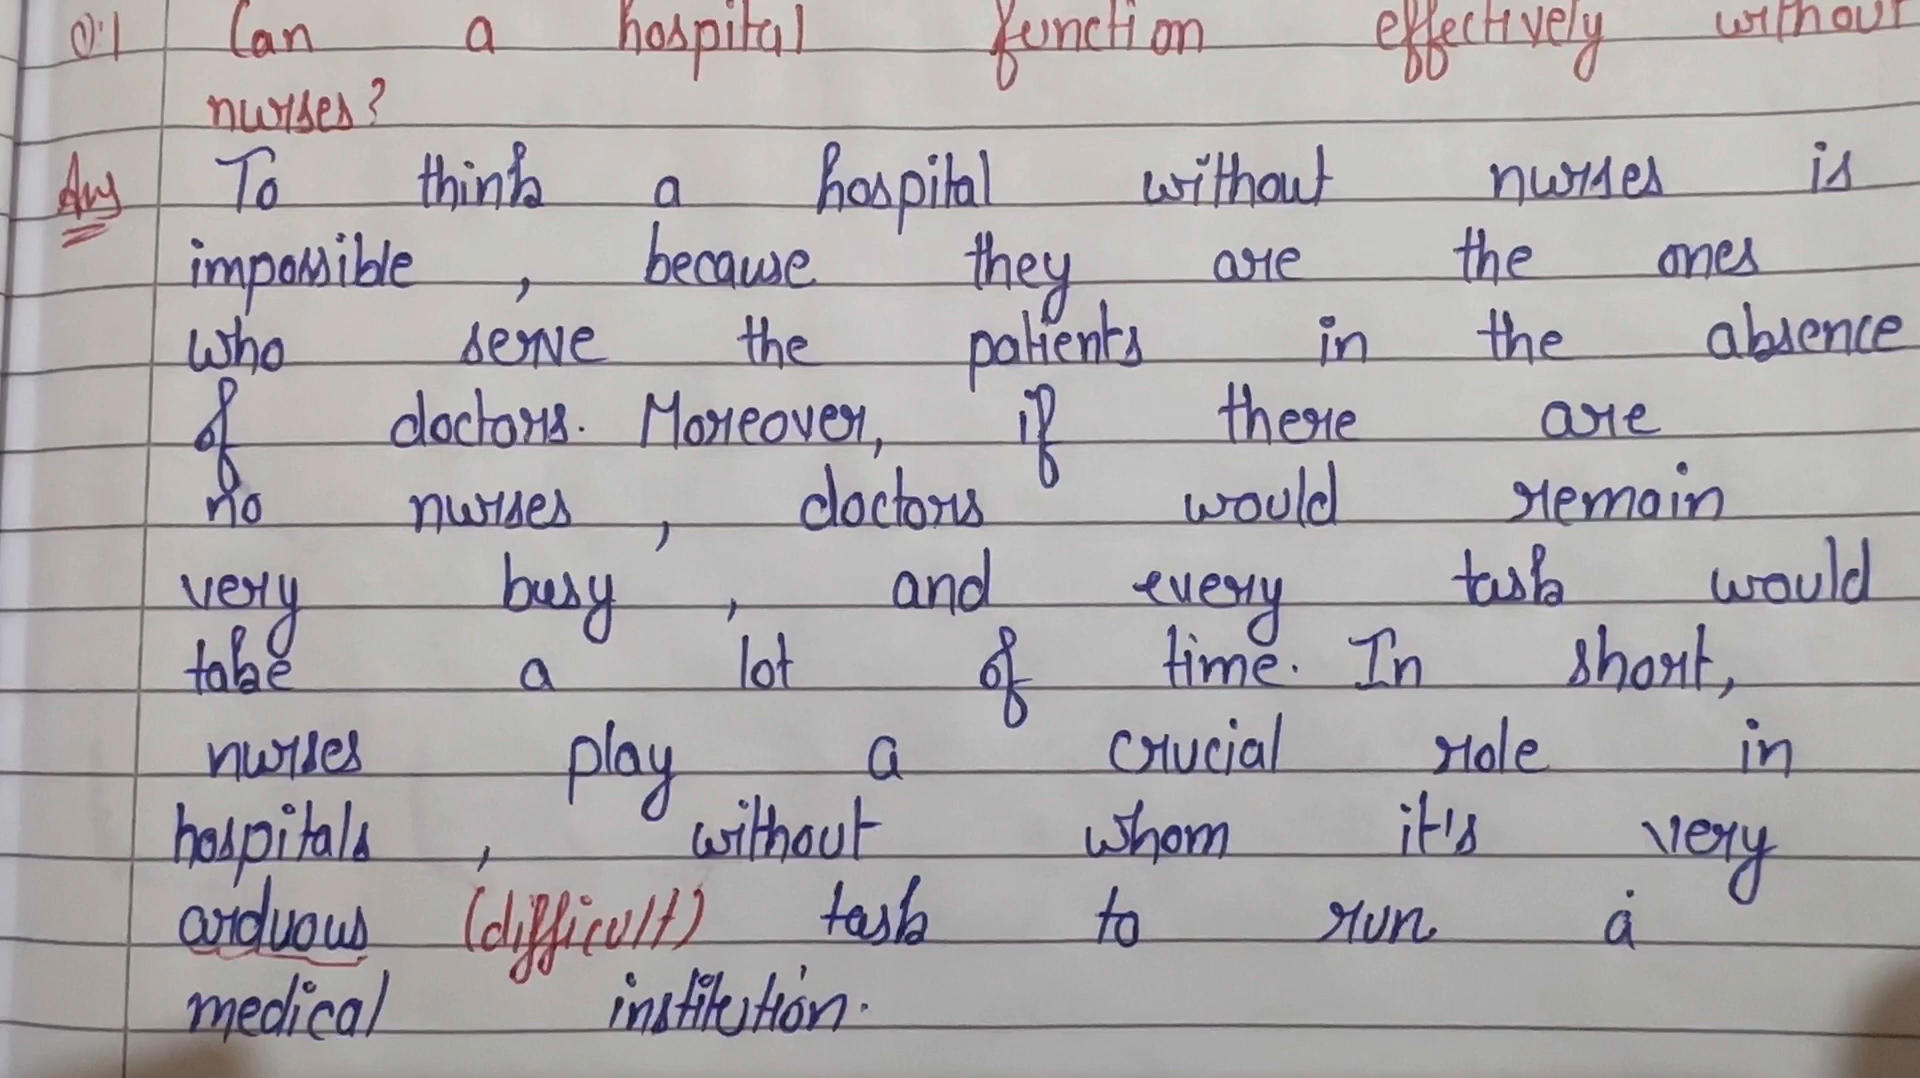 Q.1 Can a hospital function effectively without
nurses?
Ans To think a hospital without nurses is
impossible , because they are the ones
who serve the patients in the absence
of doctors. Moreover, if there are
no nurses , doctors would remain
very busy , and every task would
take a lot of time. In short,
nurses play a crucial role in
hospitals , without whom it's very
arduous (difficult) task to run a
medical institution.